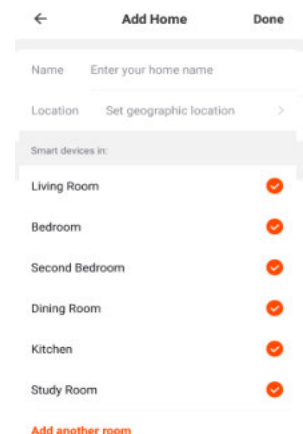 Add Home Done
Name Enter your home name
Location Set geographic location
Smart devices in:
Living Room
Bedroom
Second Bedroom
Dining Room
Kitchen
Study Room
Add another room